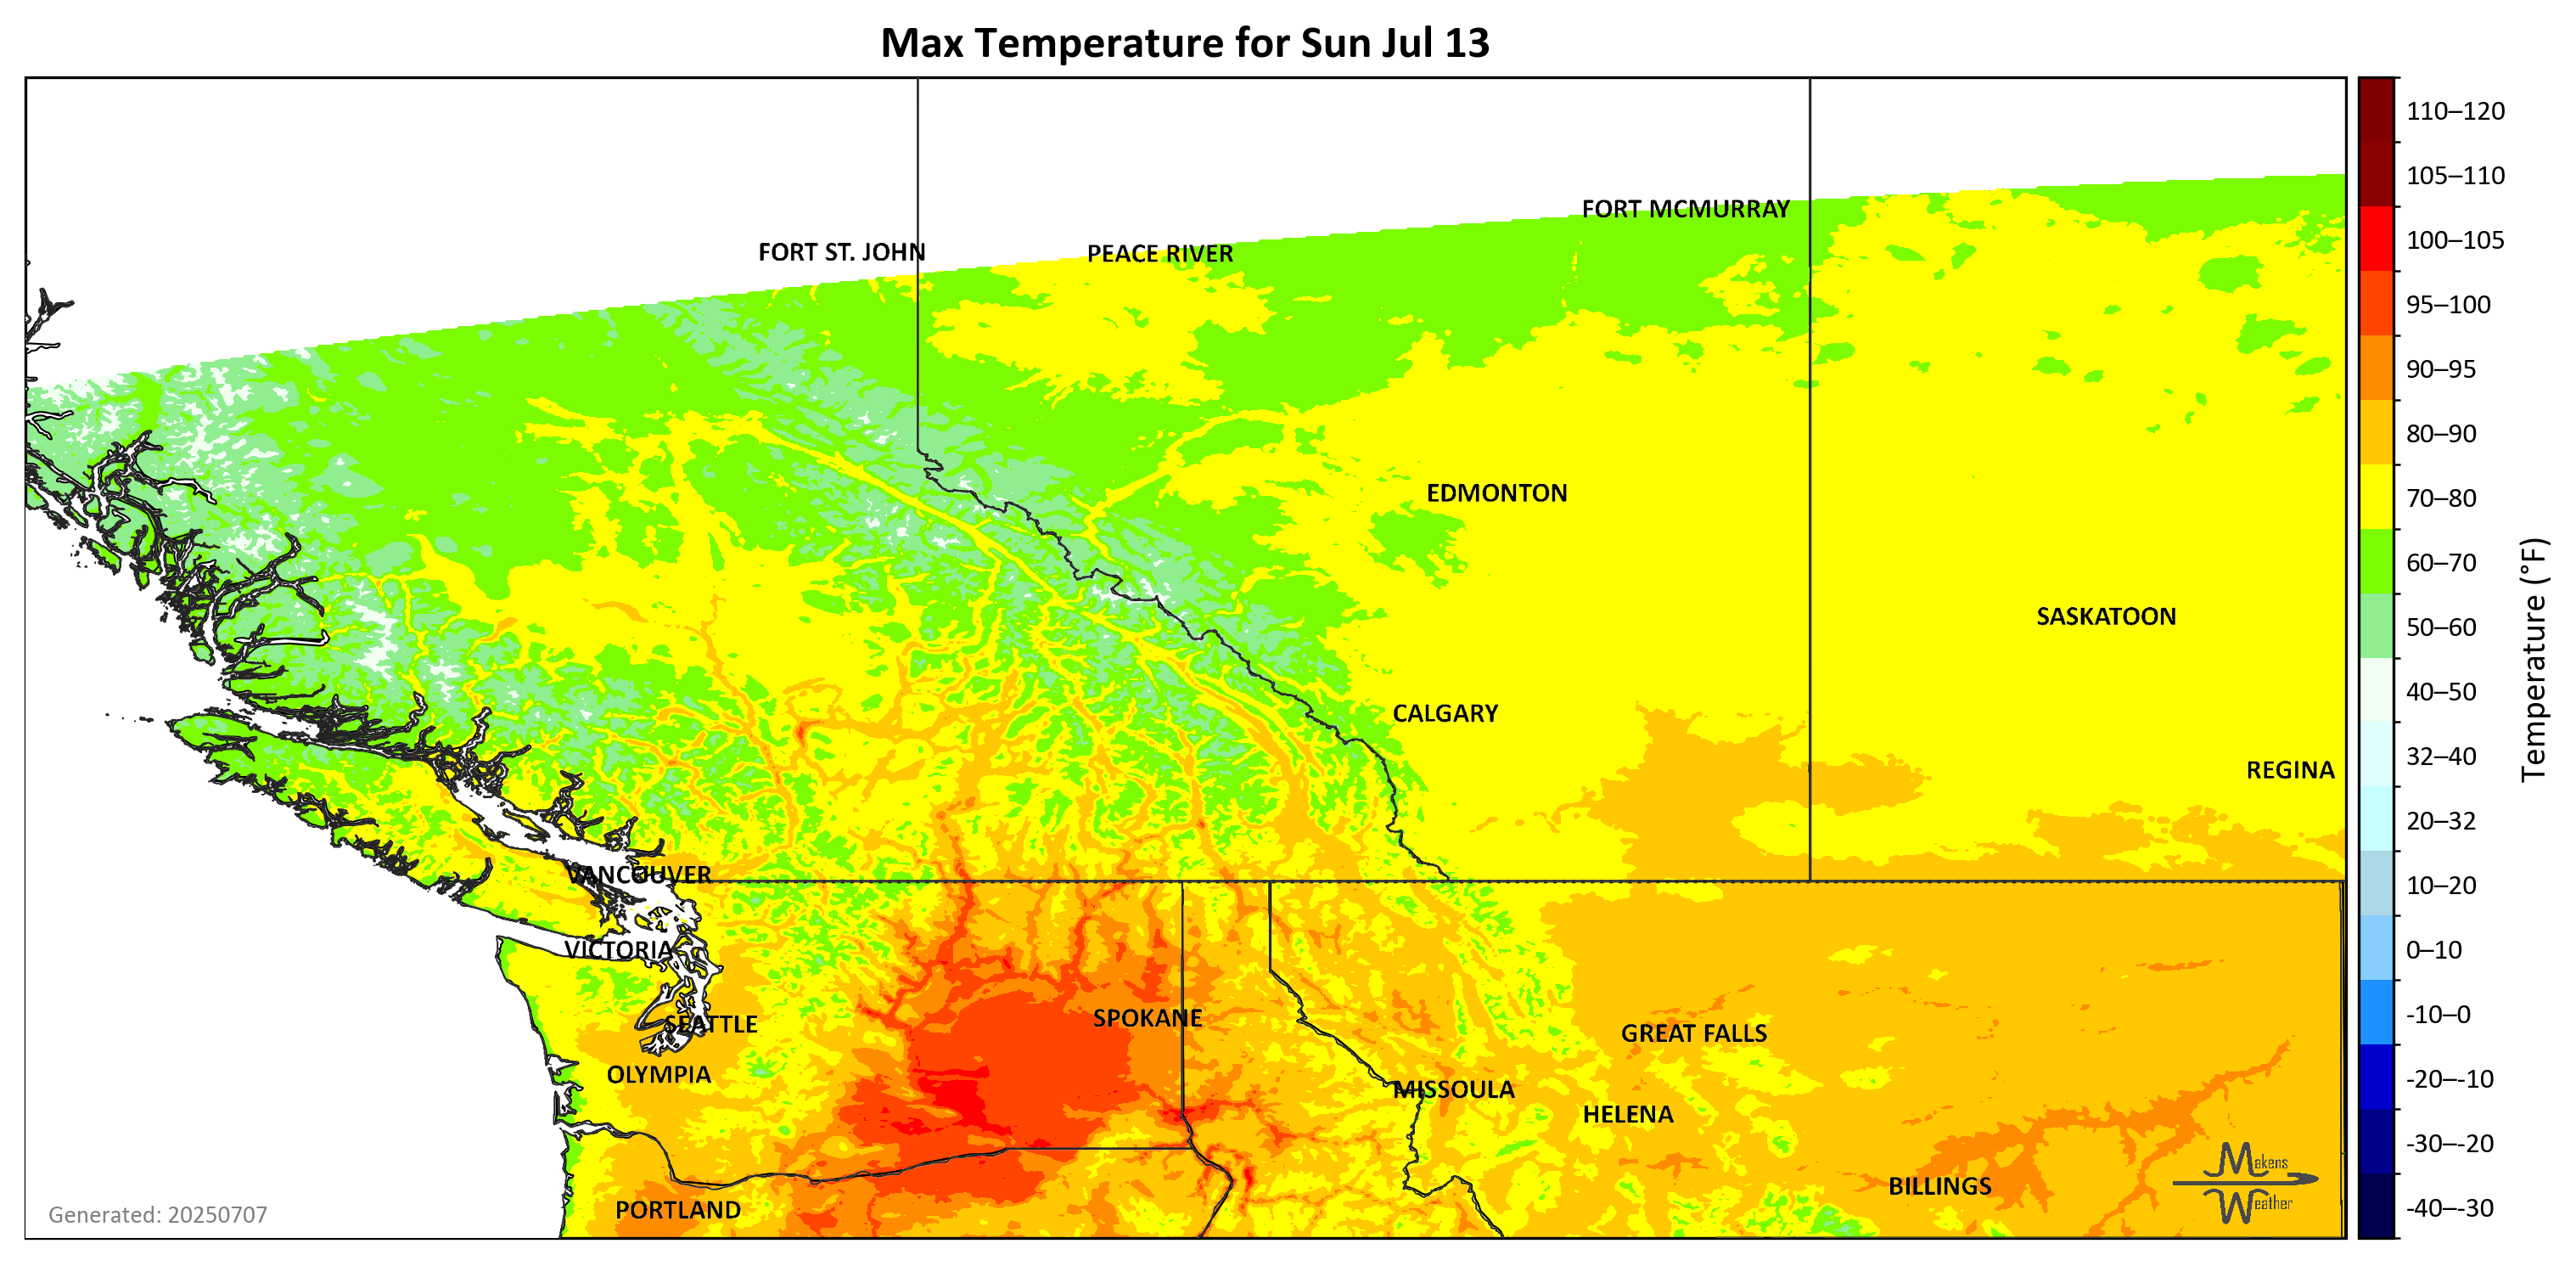 Max Temperature for Sun Jul 13
110–120
105–110
100–105
95–100
90–95
80–90
70–80
60–70
50–60
40–50
32–40
20–32
10–20
0–10
-10–0
-20–-10
-30–-20
-40–-30
Temperature (°F)
FORT MCMURRAY
FORT ST. JOHN
PEACE RIVER
EDMONTON
SASKATOON
CALGARY
REGINA
VANCOUVER
VICTORIA
SEATTLE
SPOKANE
GREAT FALLS
OLYMPIA
MISSOULA
HELENA
BILLINGS
PORTLAND
Makens
Weather
Generated: 20250707